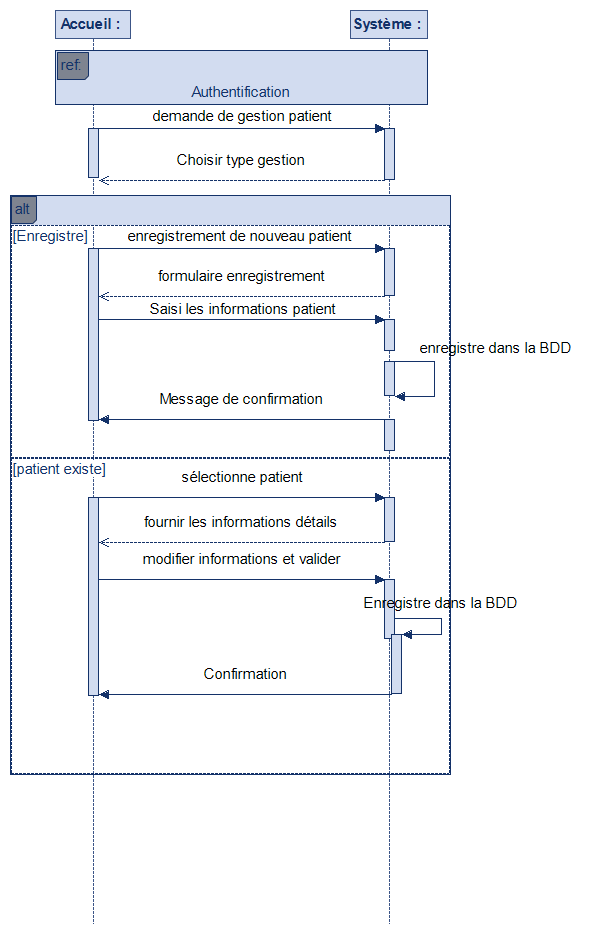 Accueil :
Système :
ref:
Authentification
demande de gestion patient
Choisir type gestion
alt
[Enregistre]
enregistrement de nouveau patient
formulaire enregistrement
Saisi les informations patient
enregistre dans la BDD
Message de confirmation
[patient existe]
sélectionne patient
fournir les informations détails
modifier informations et valider
Enregistre dans la BDD
Confirmation